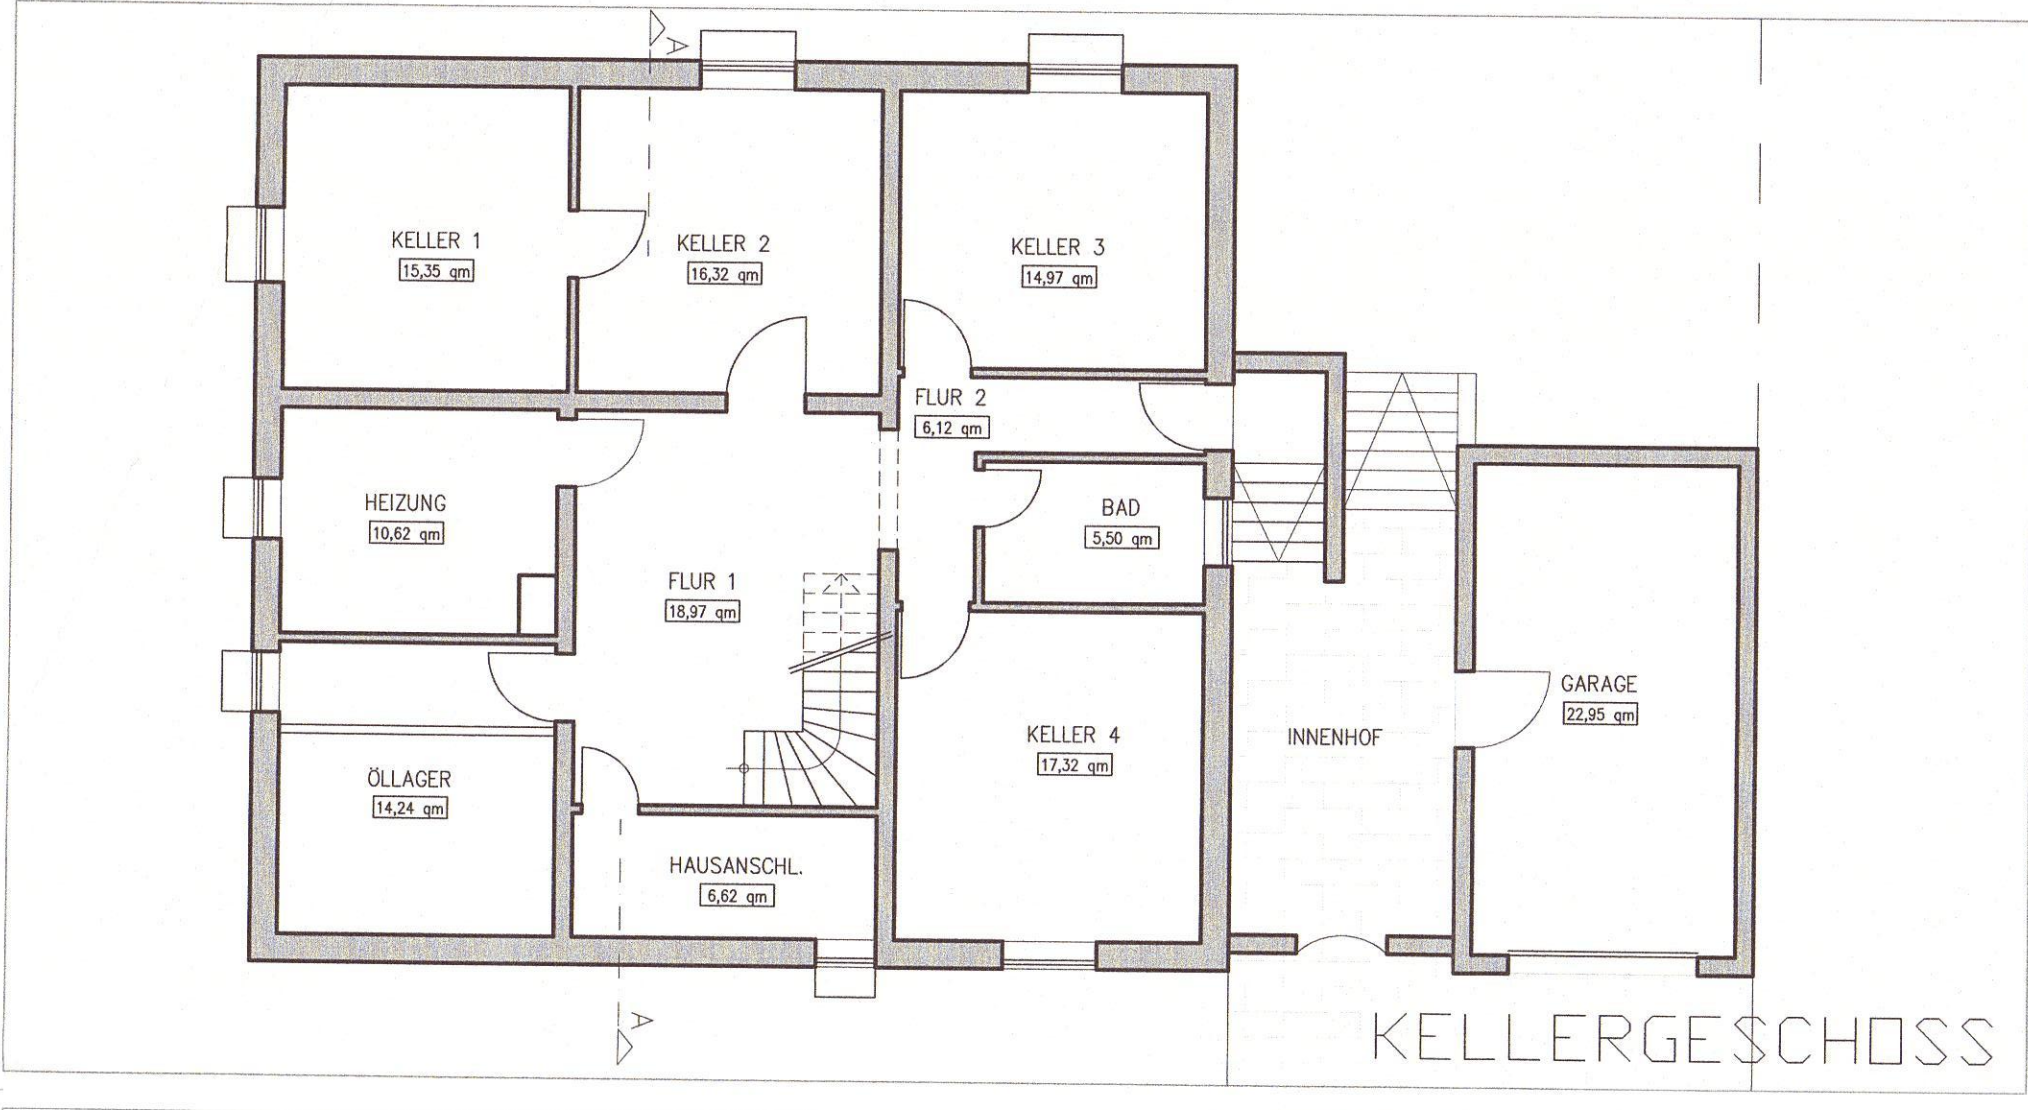 A
KELLER 1
15,35 qm
KELLER 2
16,32 qm
KELLER 3
14,97 qm
FLUR 2
6,12 qm
HEIZUNG
10,62 qm
BAD
5,50 qm
FLUR 1
18,97 qm
GARAGE
22,95 qm
KELLER 4
17,32 qm
INNENHOF
ÖLLAGER
14,24 qm
HAUSANSCHL.
6,62 qm
A
KELLERGESCHOSS